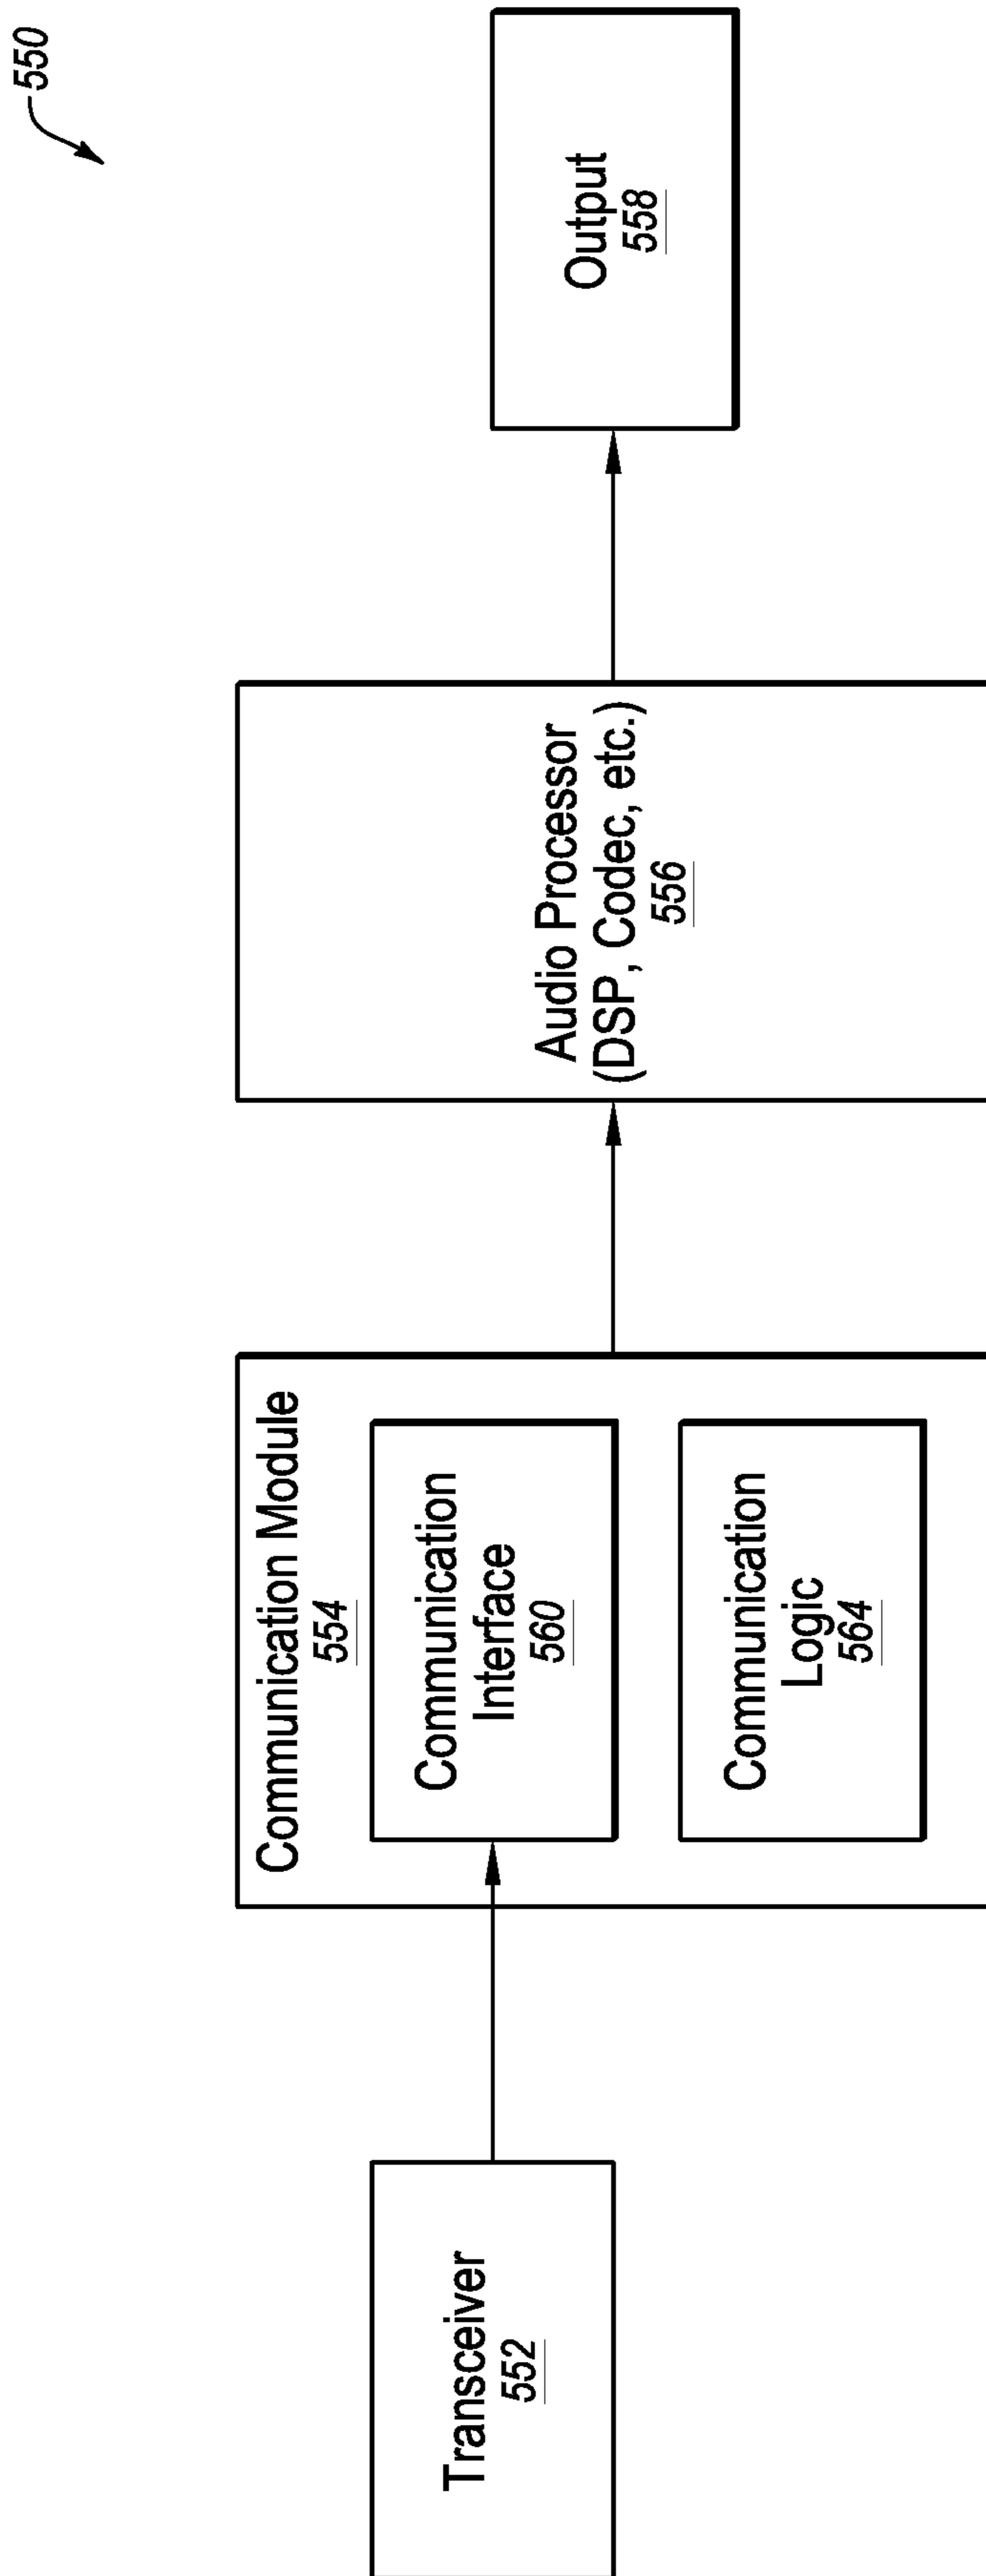 550
Transceiver
552
Communication Module
554
Communication
Interface
560
Communication
Logic
564
Audio Processor
(DSP, Codec, etc.)
556
Output
558